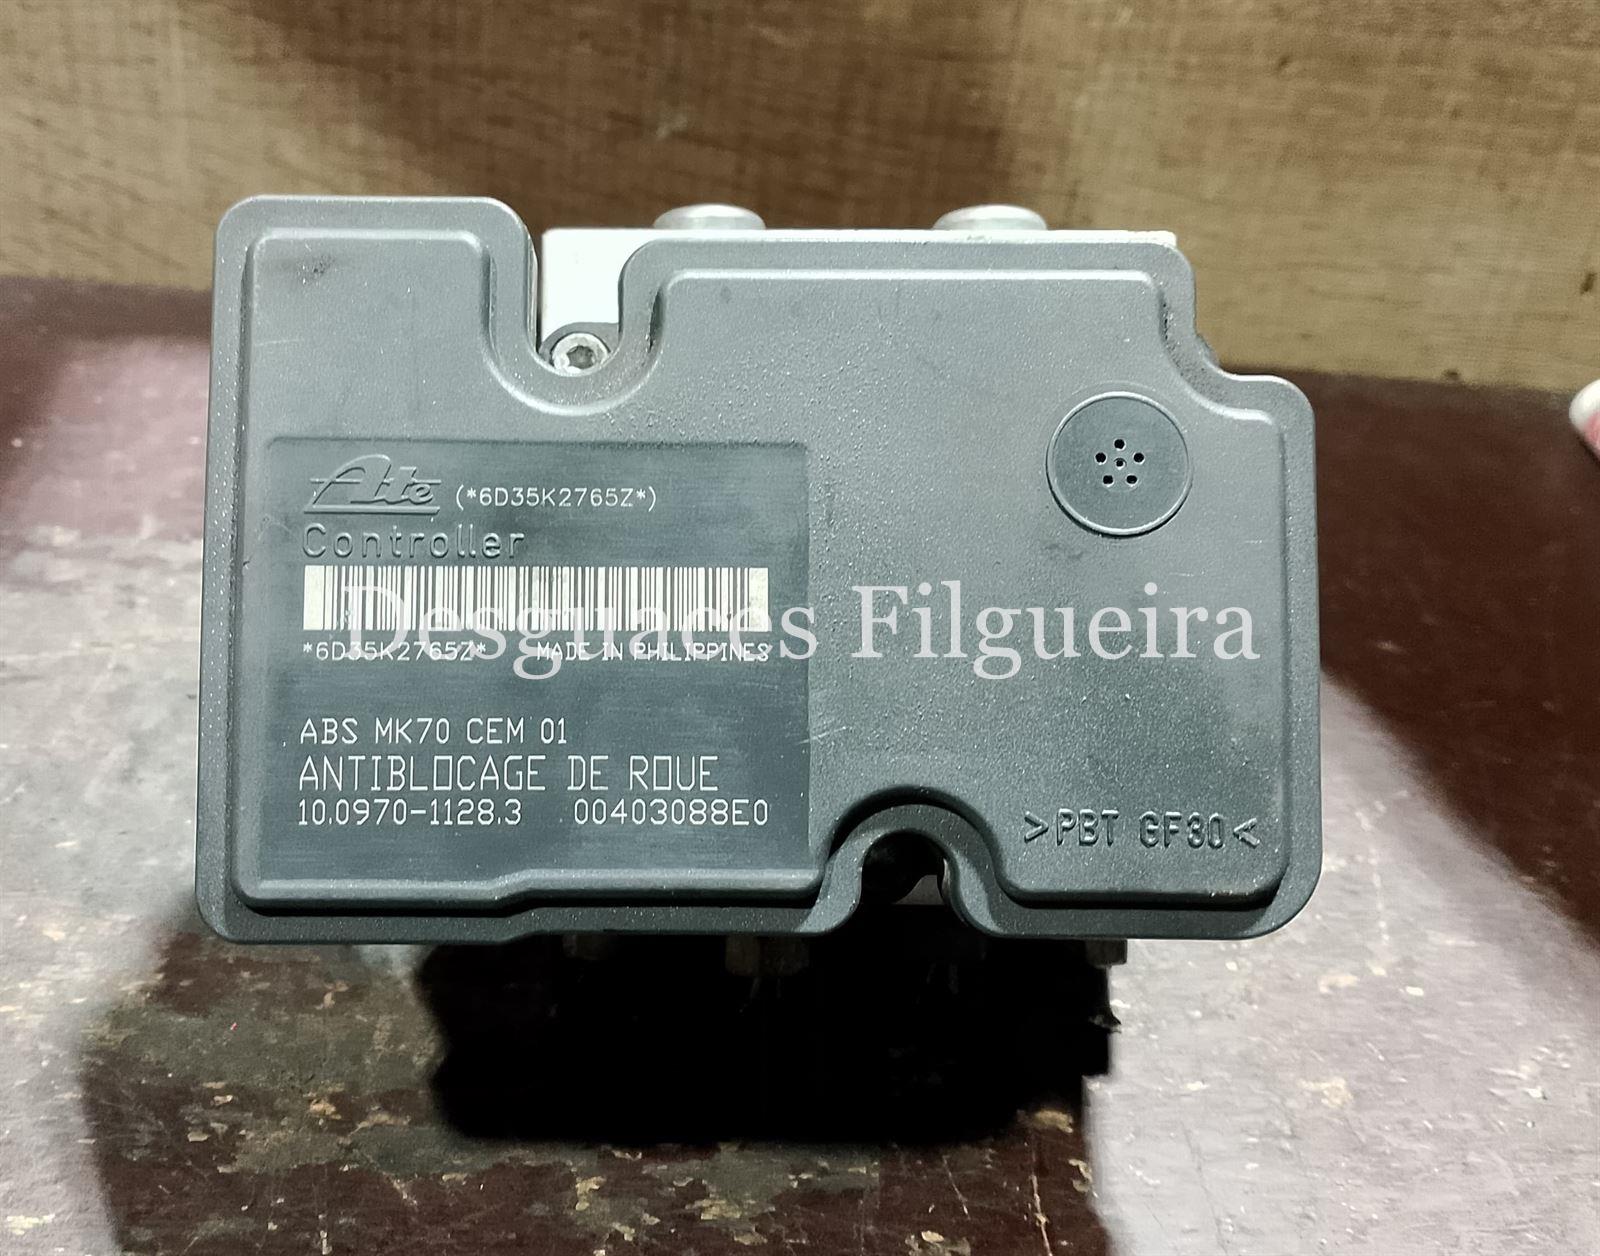 Ate (*6D35K2765Z*)
Controller
Desguaces Filgueira
*6D35K2765Z* MADE IN PHILIPPINES
ABS MK70 CEM 01
ANTIBLOCAGE DE ROUE
10.0970-1128.3 00403088E0
>PBT GF30<